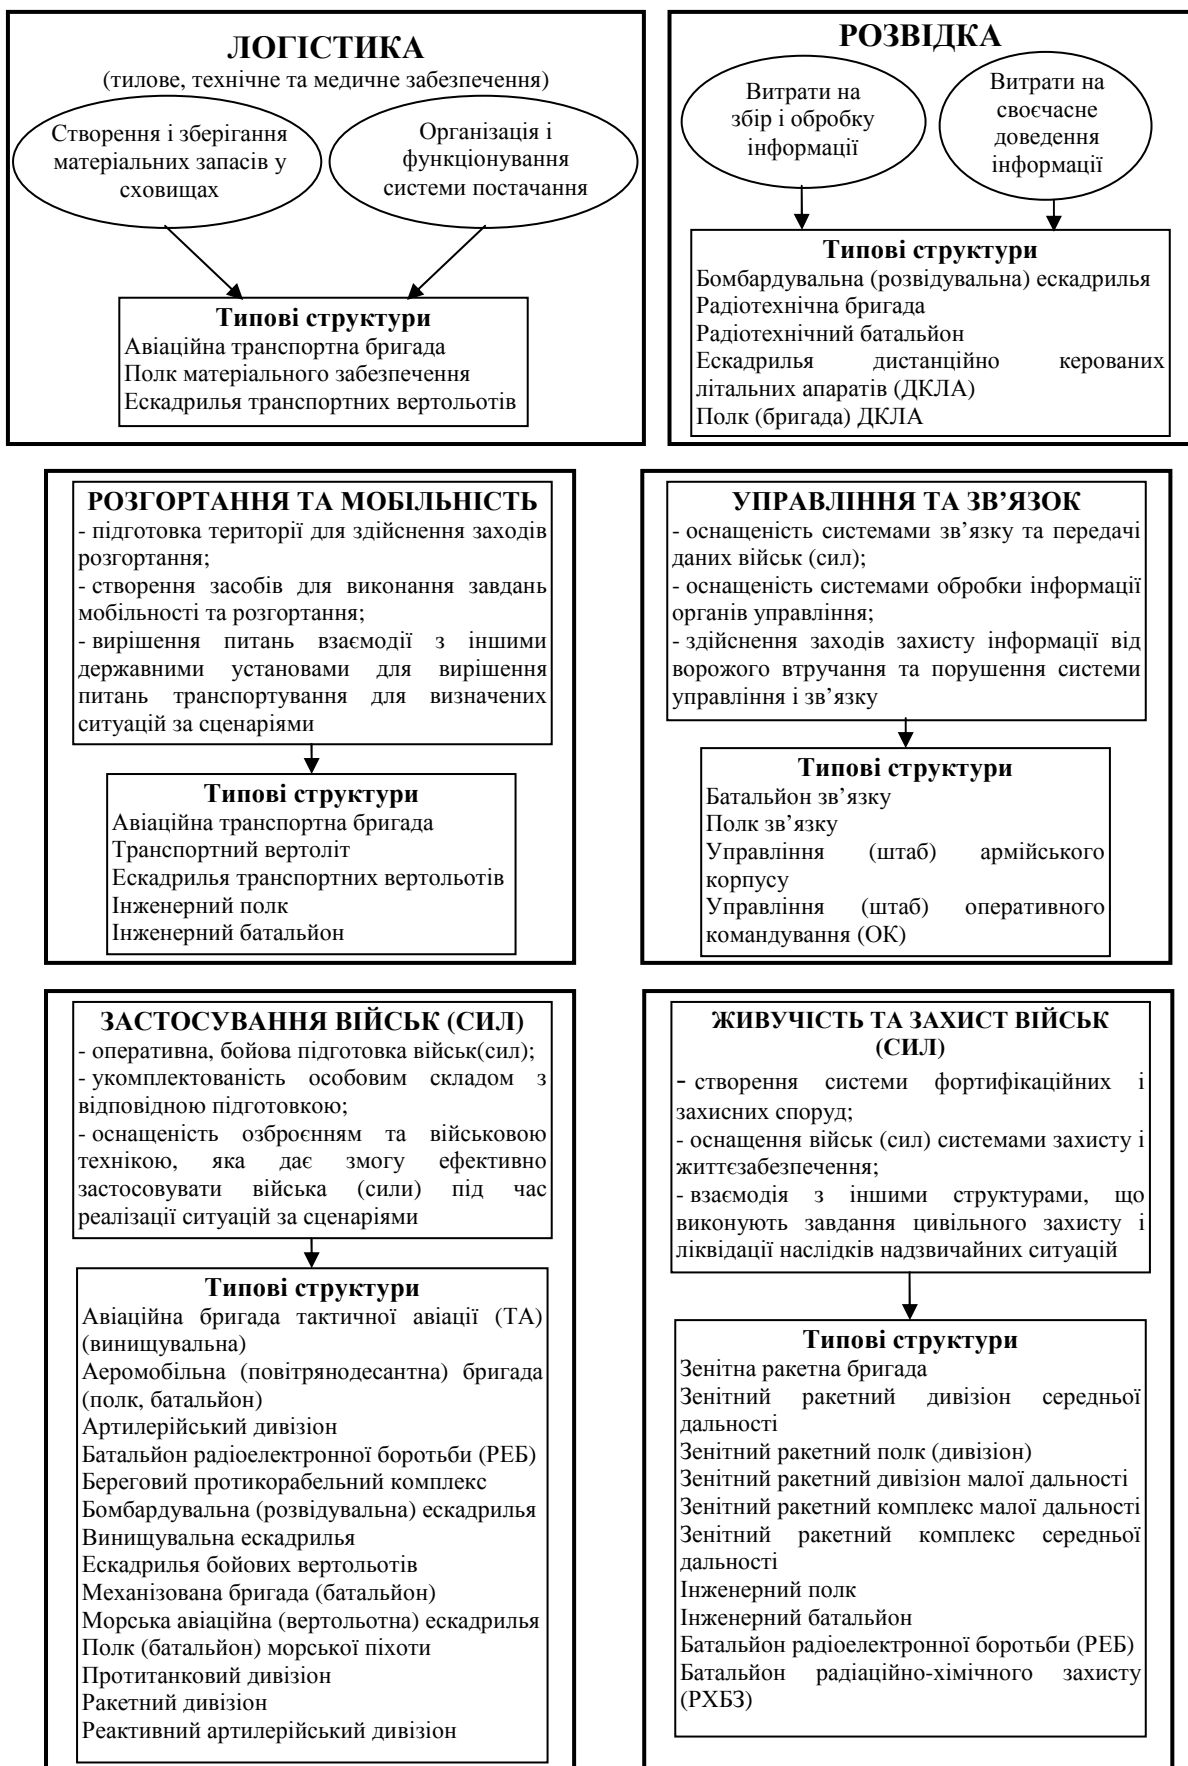 ЛОГІСТИКА
(тилове, технічне та медичне забезпечення)
Створення і зберігання
матеріальних запасів у
сховищах
Організація і
функціонування
системи постачання
Типові структури
Авіаційна транспортна бригада
Полк матеріального забезпечення
Ескадрилья транспортних вертольотів
РОЗВІДКА
Витрати на
збір і обробку
інформації
Витрати на
своєчасне
доведення
інформації
Типові структури
Бомбардувальна (розвідувальна) ескадрилья
Радіотехнічна бригада
Радіотехнічний батальйон
Ескадрилья дистанційно керованих
літальних апаратів (ДКЛА)
Полк (бригада) ДКЛА
РОЗГОРТАННЯ ТА МОБІЛЬНІСТЬ
- підготовка території для здійснення заходів
розгортання;
- створення засобів для виконання завдань
мобільності та розгортання;
- вирішення питань взаємодії з іншими
державними установами для вирішення
питань транспортування для визначених
ситуацій за сценаріями
Типові структури
Авіаційна транспортна бригада
Транспортний вертоліт
Ескадрилья транспортних вертольотів
Інженерний полк
Інженерний батальйон
УПРАВЛІННЯ ТА ЗВ’ЯЗОК
- оснащеність системами зв’язку та передачі
даних військ (сил);
- оснащеність системами обробки інформації
органів управління;
- здійснення заходів захисту інформації від
ворожого втручання та порушення системи
управління і зв’язку
Типові структури
Батальйон зв’язку
Полк зв’язку
Управління (штаб) армійського
корпусу
Управління (штаб) оперативного
командування (ОК)
ЗАСТОСУВАННЯ ВІЙСЬК (СИЛ)
- оперативна, бойова підготовка військ(сил);
- укомплектованість особовим складом з
відповідною підготовкою;
- оснащеність озброєнням та військовою
технікою, яка дає змогу ефективно
застосовувати війська (сили) під час
реалізації ситуацій за сценаріями
Типові структури
Авіаційна бригада тактичної авіації (ТА)
(винищувальна)
Аеромобільна (повітрянодесантна) бригада
(полк, батальйон)
Артилерійський дивізіон
Батальйон радіоелектронної боротьби (РЕБ)
Береговий протикорабельний комплекс
Бомбардувальна (розвідувальна) ескадрилья
Винищувальна ескадрилья
Ескадрилья бойових вертольотів
Механізована бригада (батальйон)
Морська авіаційна (вертольотна) ескадрилья
Полк (батальйон) морської піхоти
Протитанковий дивізіон
Ракетний дивізіон
Реактивний артилерійський дивізіон
ЖИВУЧІСТЬ ТА ЗАХИСТ ВІЙСЬК
(СИЛ)
- створення системи фортифікаційних і
захисних споруд;
- оснащення військ (сил) системами захисту і
життєзабезпечення;
- взаємодія з іншими структурами, що
виконують завдання цивільного захисту і
ліквідації наслідків надзвичайних ситуацій
Типові структури
Зенітна ракетна бригада
Зенітний ракетний дивізіон середньої
дальності
Зенітний ракетний полк (дивізіон)
Зенітний ракетний дивізіон малої дальності
Зенітний ракетний комплекс малої дальності
Зенітний ракетний комплекс середньої
дальності
Інженерний полк
Інженерний батальйон
Батальйон радіоелектронної боротьби (РЕБ)
Батальйон радіаційно-хімічного захисту
(РХБЗ)